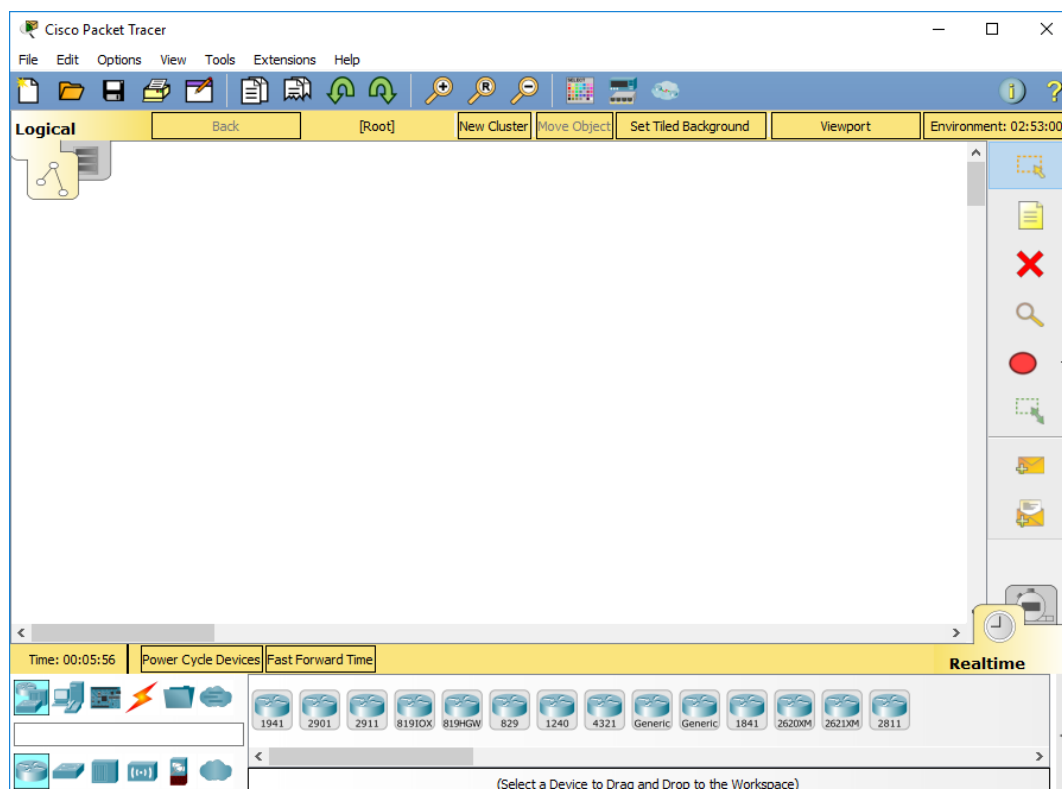 Cisco Packet Tracer
File Edit Options View Tools Extensions Help
Logical Back [Root] New Cluster Move Object Set Tiled Background Viewport Environment: 02:53:00
Time: 00:05:56 Power Cycle Devices Fast Forward Time Realtime
1941 2901 2911 819IOX 819HGW 829 1240 4321 Generic Generic 1841 2620XM 2621XM 2811
(Select a Device to Drag and Drop to the Workspace)